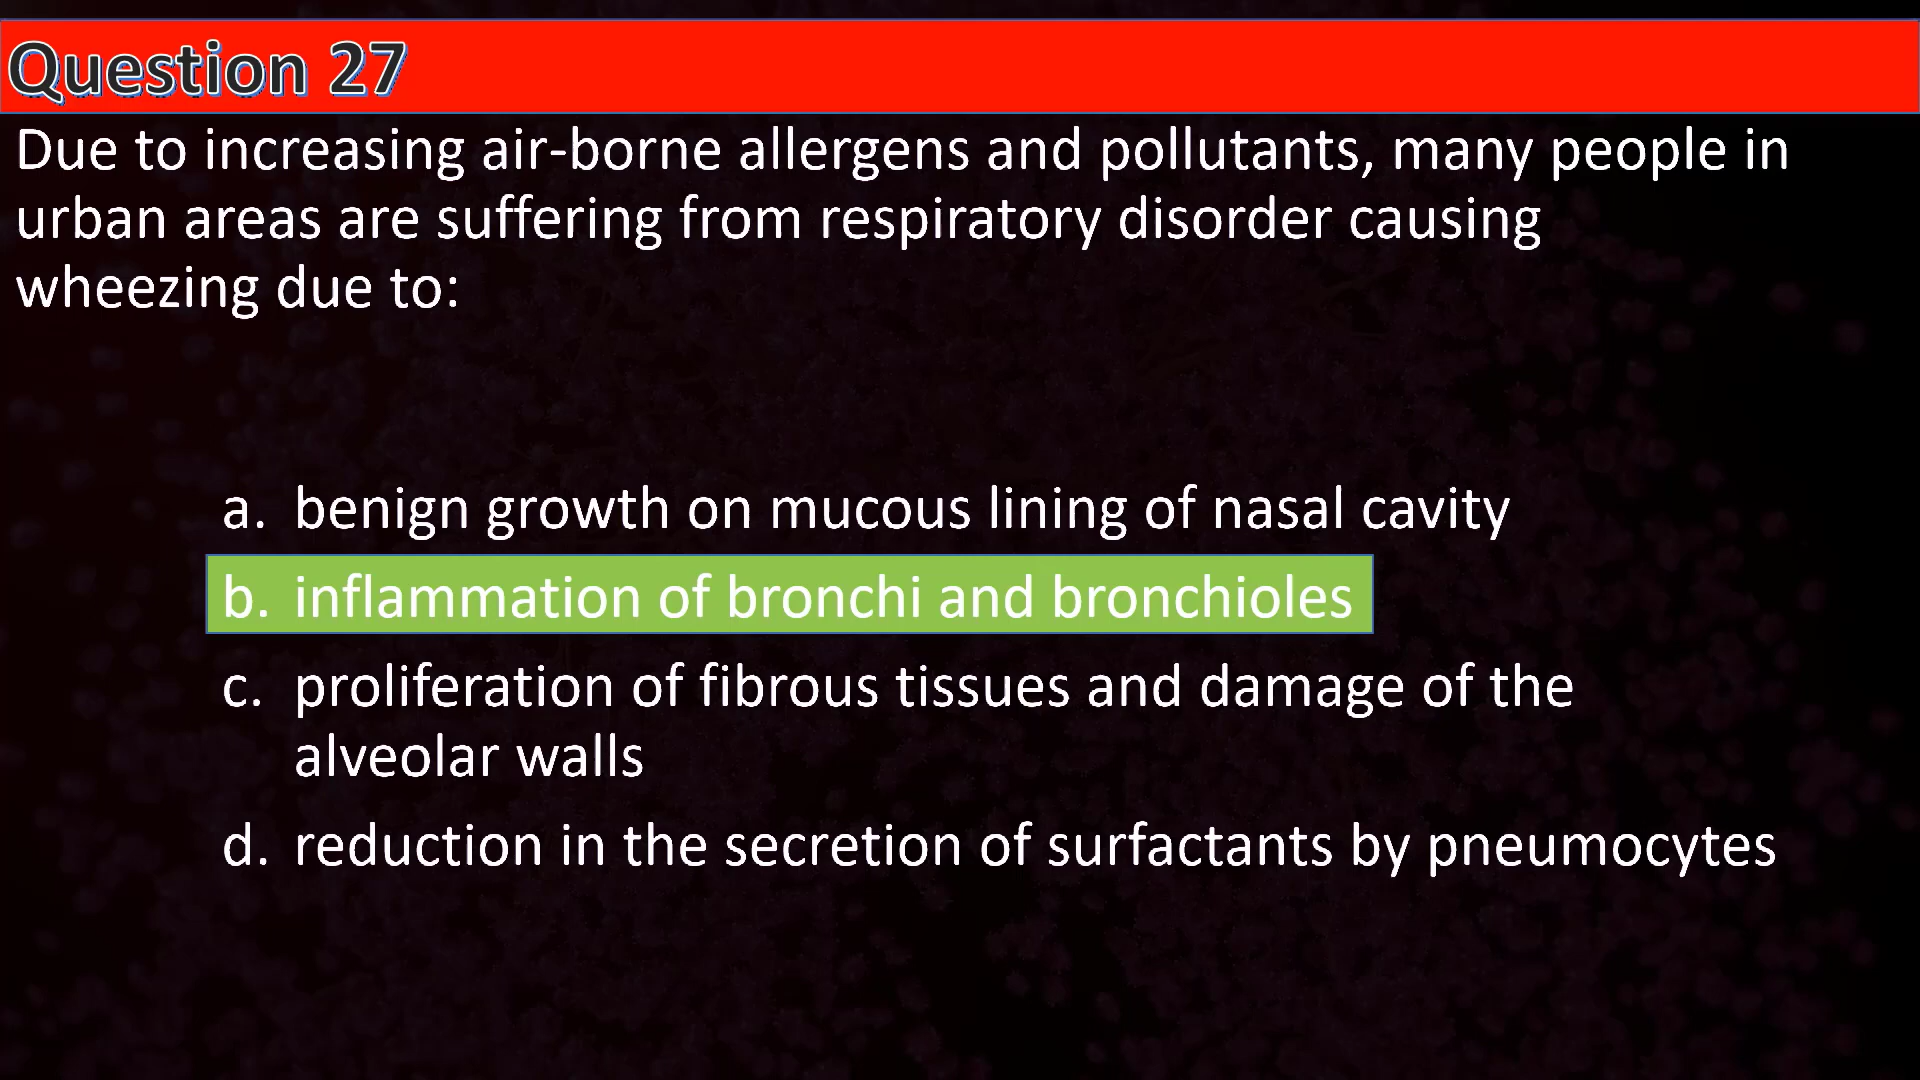 Question 27
Due to increasing air-borne allergens and pollutants, many people in
urban areas are suffering from respiratory disorder causing
wheezing due to:
a. benign growth on mucous lining of nasal cavity
b. inflammation of bronchi and bronchioles
c. proliferation of fibrous tissues and damage of the
alveolar walls
d. reduction in the secretion of surfactants by pneumocytes